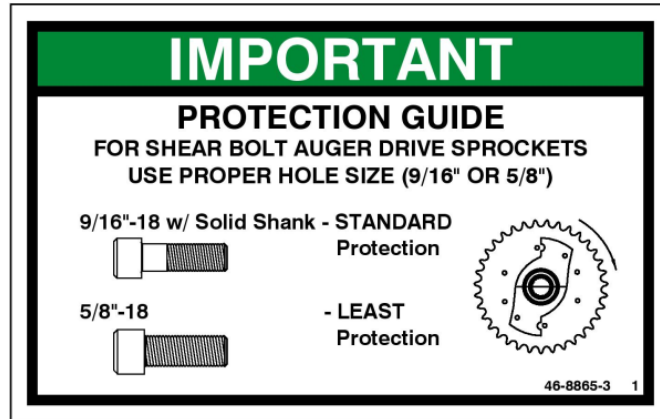 IMPORTANT
PROTECTION GUIDE
FOR SHEAR BOLT AUGER DRIVE SPROCKETS
USE PROPER HOLE SIZE (9/16" OR 5/8")
9/16"-18 w/ Solid Shank - STANDARD
Protection
5/8"-18 - LEAST
Protection
46-8865-3 1